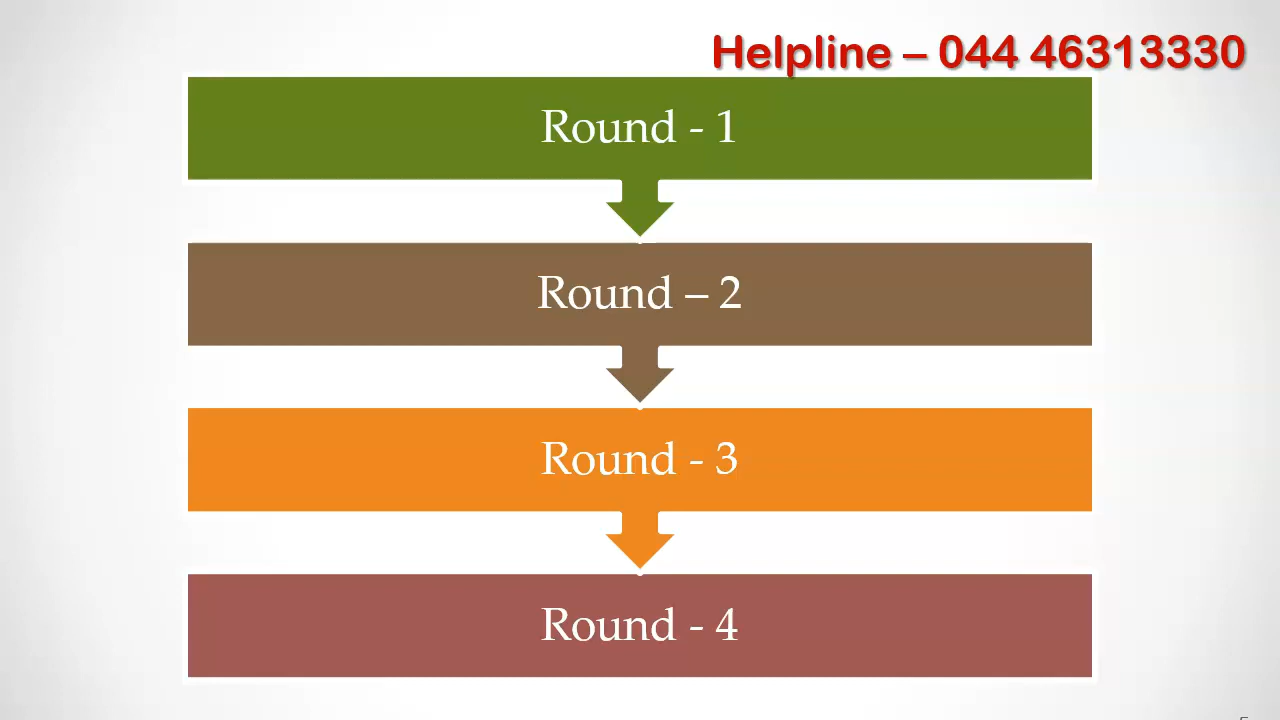 Helpline – 044 46313330
Round - 1
Round – 2
Round - 3
Round - 4